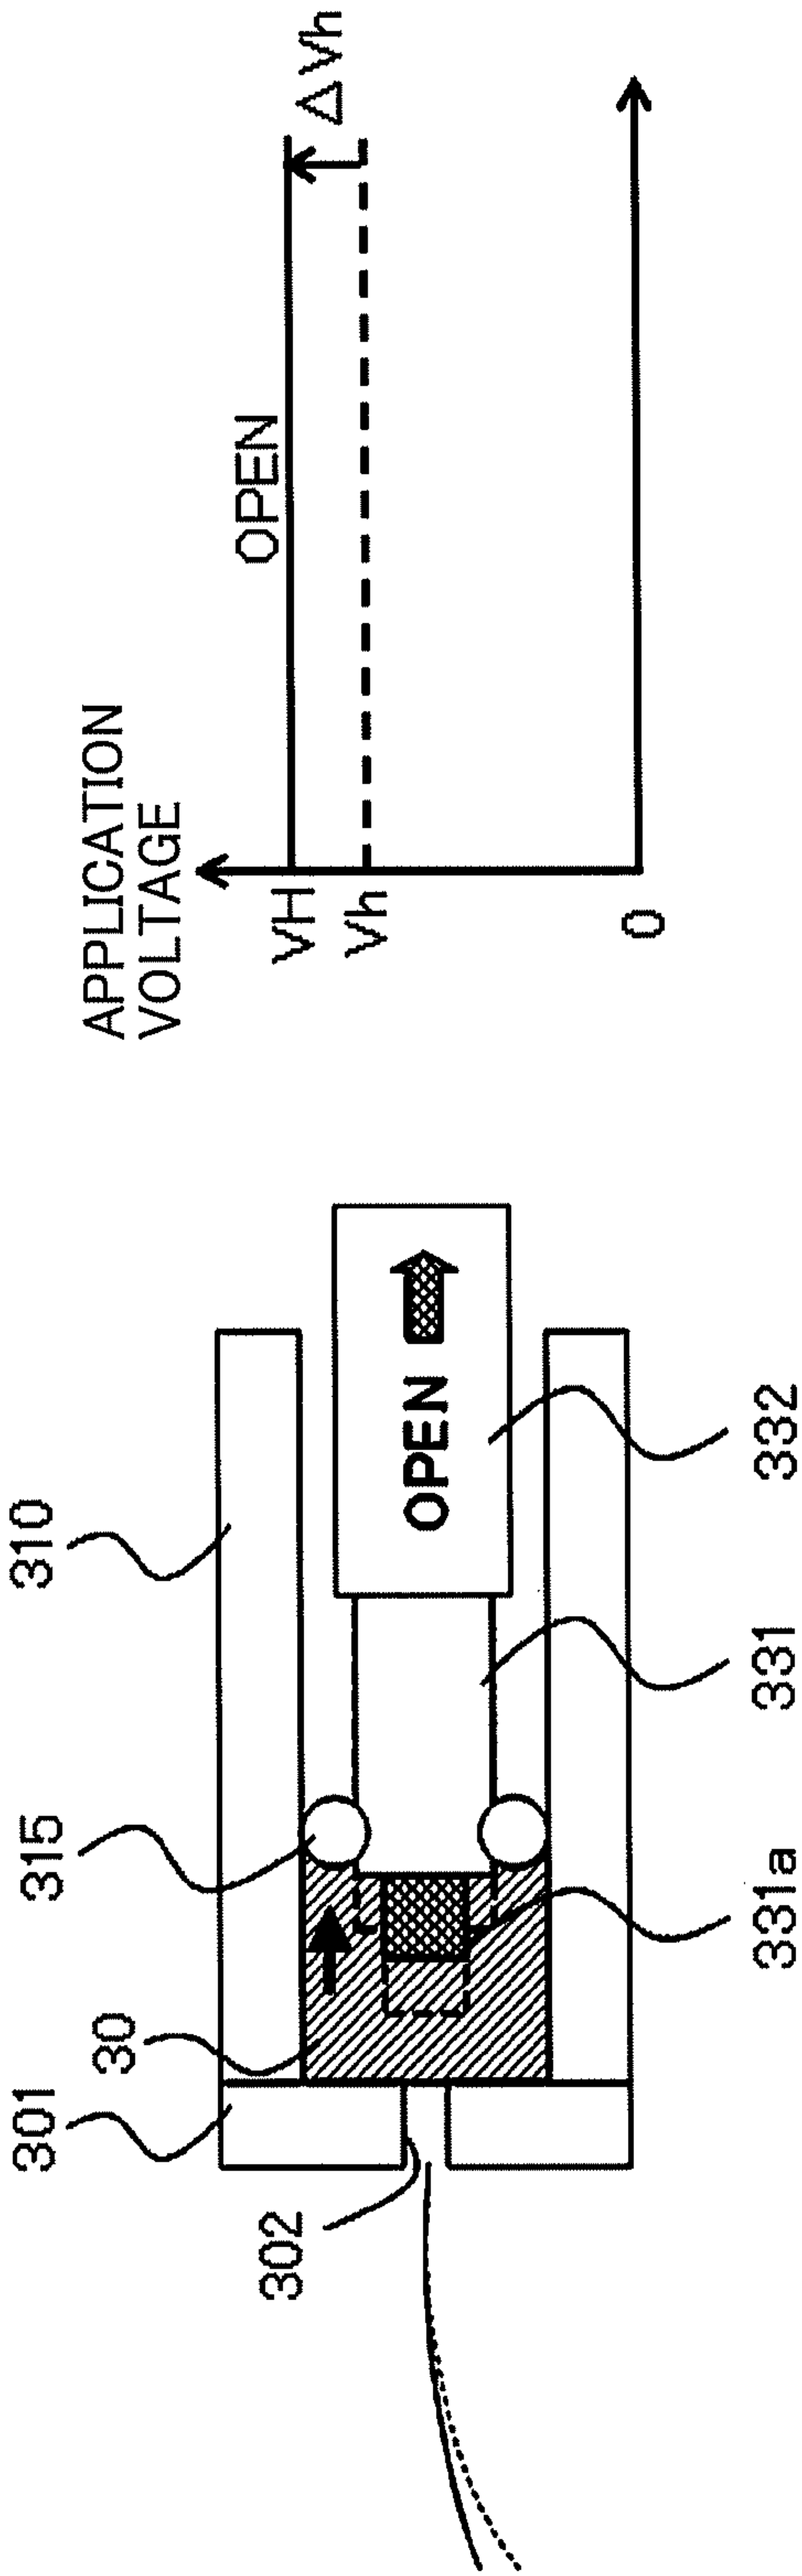 APPLICATION
VOLTAGE
OPEN
VH
Vh
ΔVh
0
310
315
30
301
302
OPEN
332
331
331a